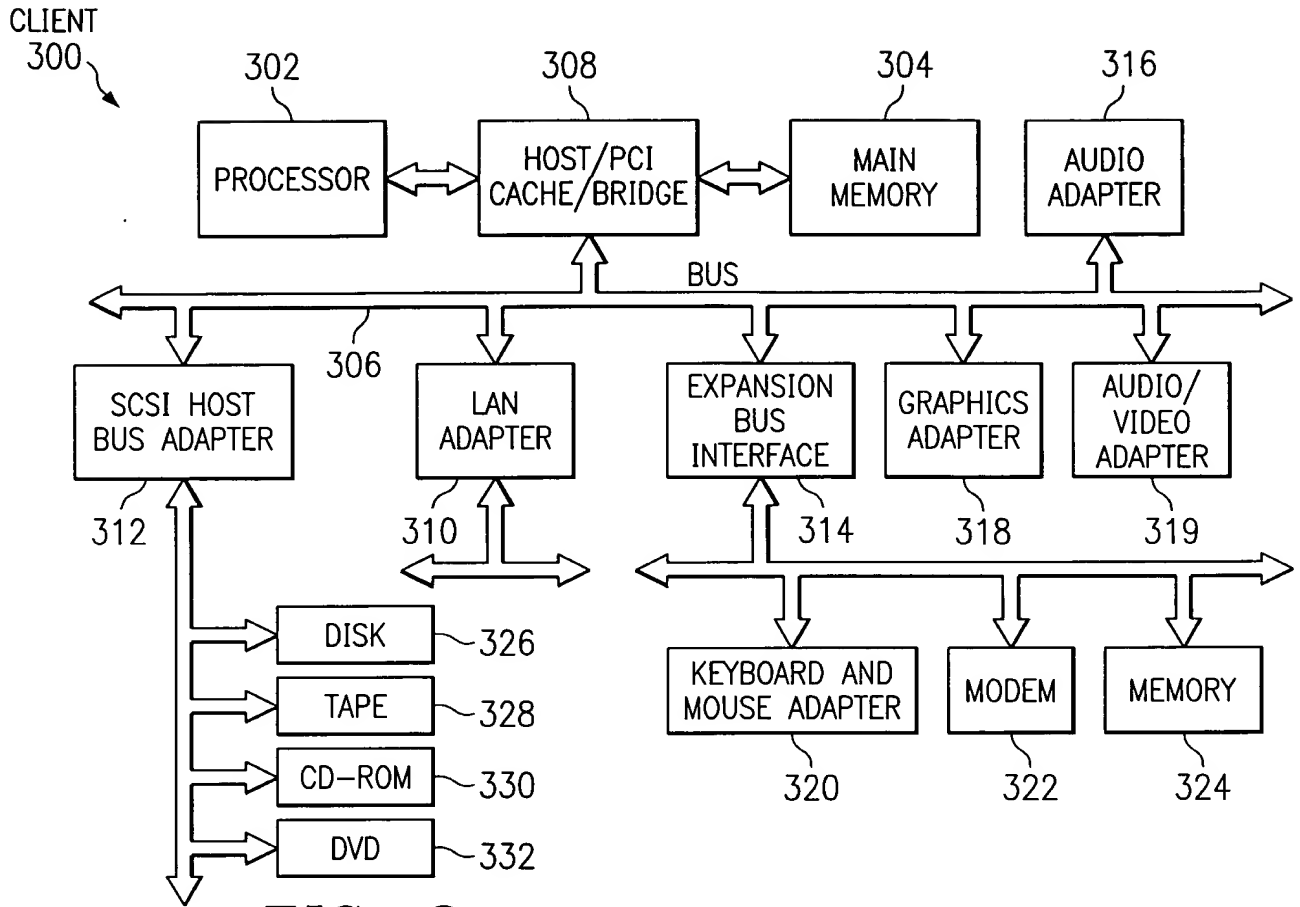 CLIENT
300
302
308
304
316
PROCESSOR
HOST/PCI
CACHE/BRIDGE
MAIN
MEMORY
AUDIO
ADAPTER
BUS
306
SCSI HOST
BUS ADAPTER
LAN
ADAPTER
EXPANSION
BUS
INTERFACE
GRAPHICS
ADAPTER
AUDIO/
VIDEO
ADAPTER
312
310
314
318
319
DISK
326
TAPE
328
CD-ROM
330
DVD
332
KEYBOARD AND
MOUSE ADAPTER
MODEM
MEMORY
320
322
324